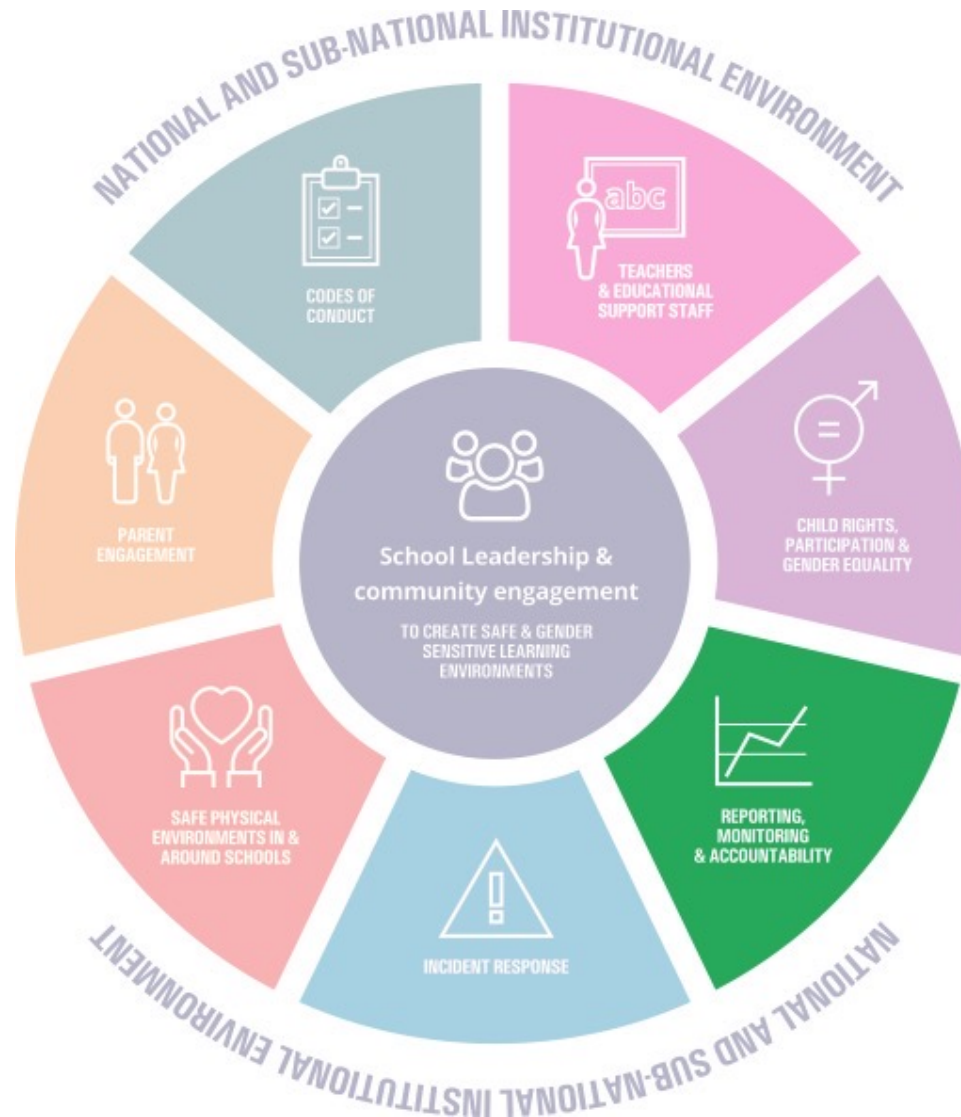 NATIONAL AND SUB-NATIONAL INSTITUTIONAL ENVIRONMENT
CODES OF
CONDUCT
abc
TEACHERS
& EDUCATIONAL
SUPPORT STAFF
PARENT
ENGAGEMENT
School Leadership &
community engagement
TO CREATE SAFE & GENDER
SENSITIVE LEARNING
ENVIRONMENTS
CHILD RIGHTS,
PARTICIPATION &
GENDER EQUALITY
SAFE PHYSICAL
ENVIRONMENTS IN &
AROUND SCHOOLS
REPORTING,
MONITORING
& ACCOUNTABILITY
INCIDENT RESPONSE
NATIONAL AND SUB-NATIONAL INSTITUTIONAL ENVIRONMENT